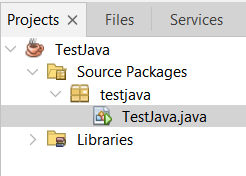 Projects × Files Services
TestJava
Source Packages
testjava
TestJava.java
Libraries